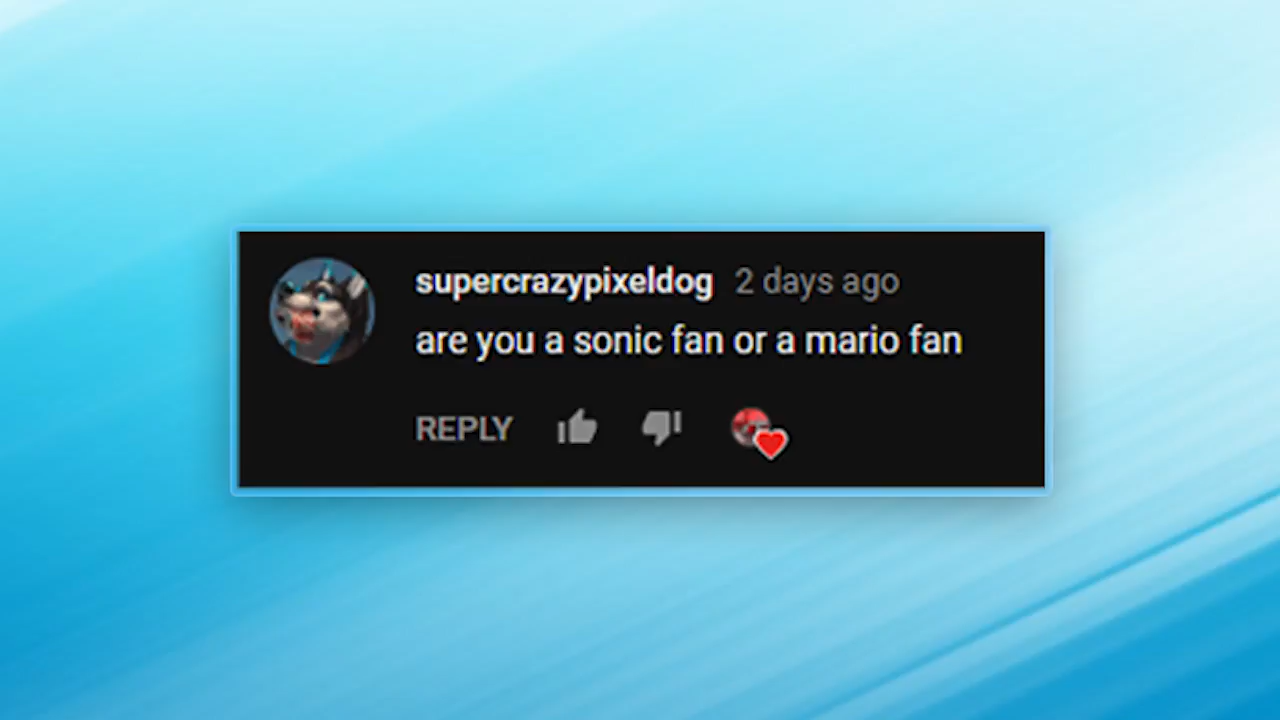 supercrazypixeldog 2 days ago
are you a sonic fan or a mario fan
REPLY